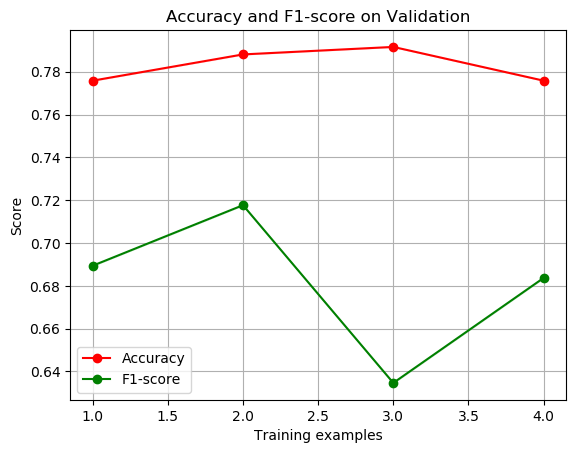 Accuracy and F1-score on Validation
Score
0.78
0.76
0.74
0.72
0.70
0.68
0.66
0.64
Accuracy
F1-score
1.0 1.5 2.0 2.5 3.0 3.5 4.0
Training examples